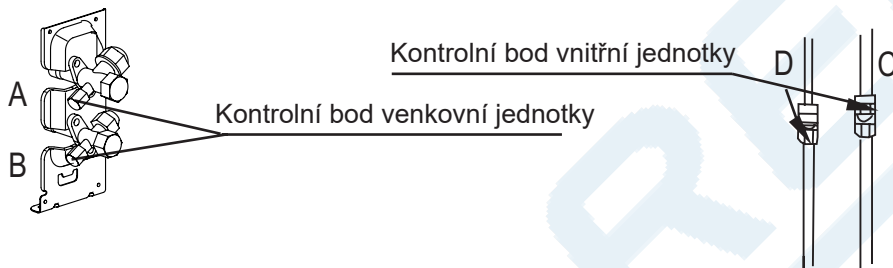 Kontrolní bod vnitřní jednotky
D
C
A
Kontrolní bod venkovní jednotky
B